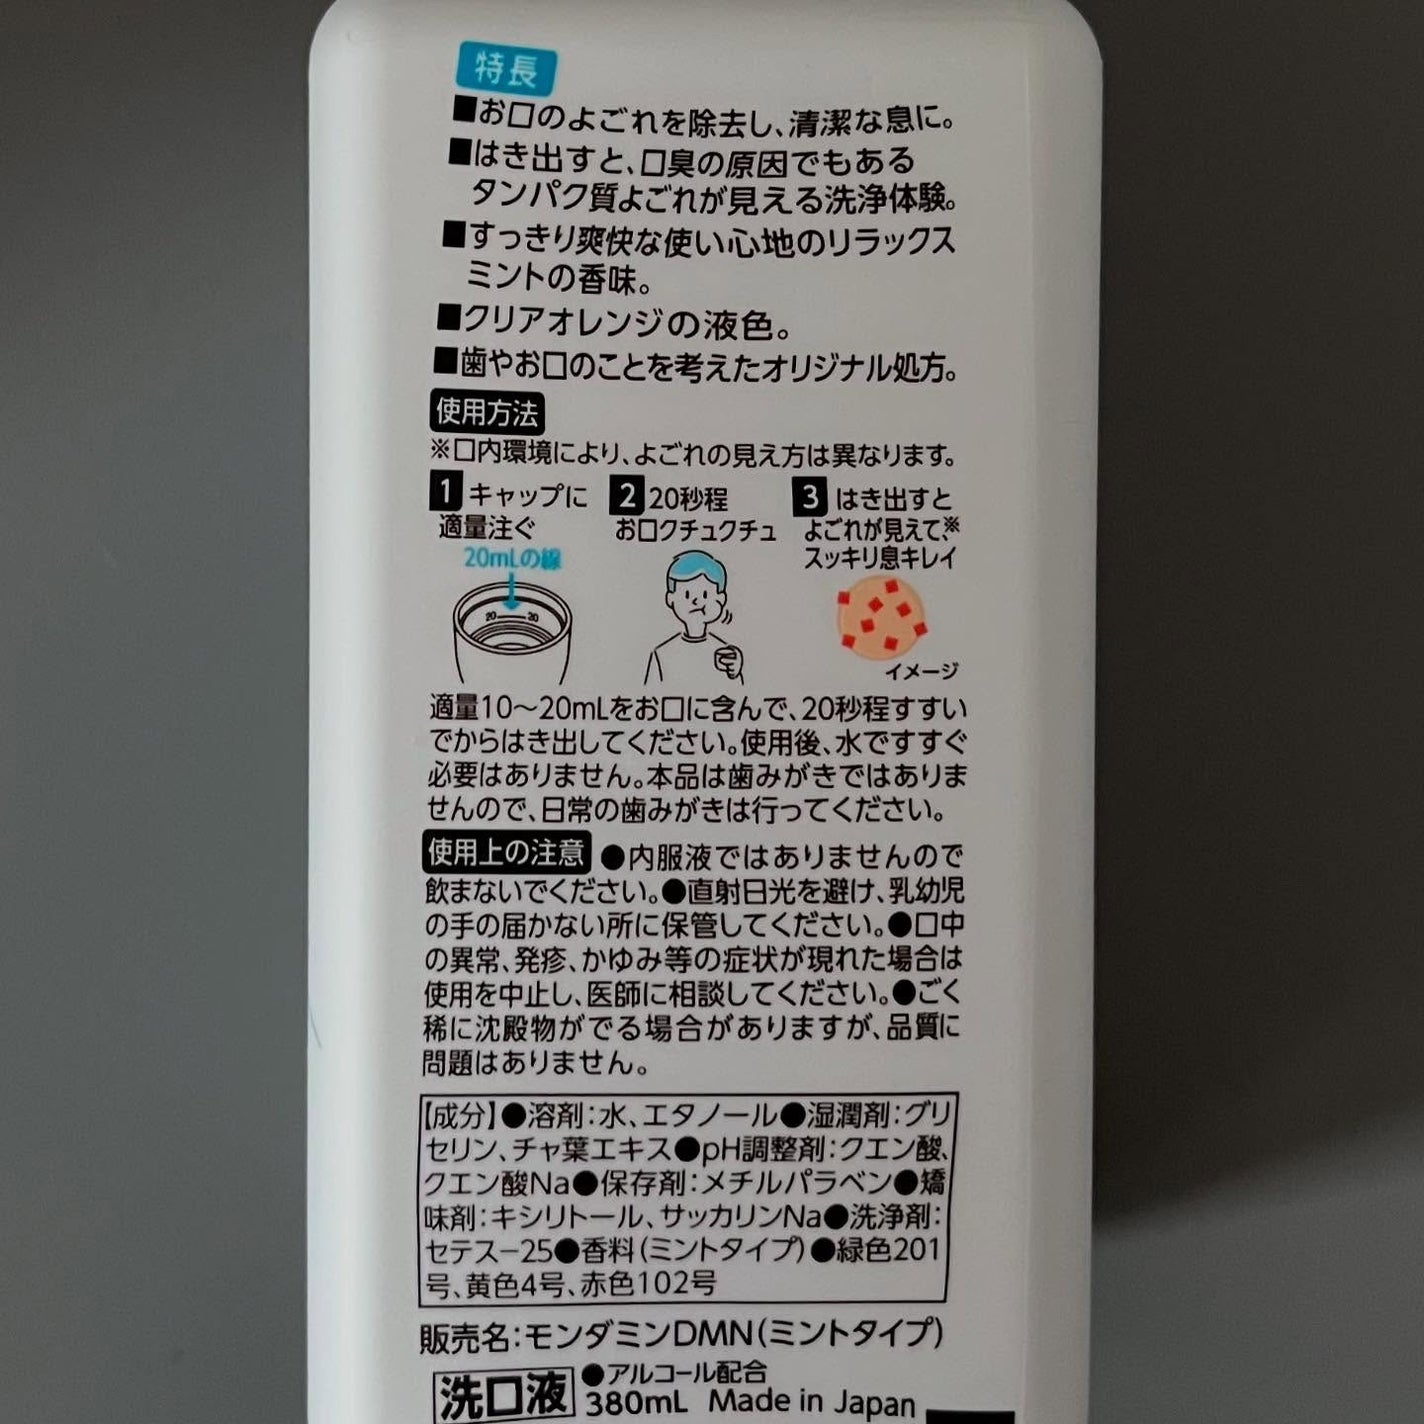 特長
■お口のよごれを除去し、清潔な息に。
■はき出すと、口臭の原因でもある
タンパク質よごれが見える洗浄体験。
■すっきり爽快な使い心地のリラックス
ミントの香味。
■クリアオレンジの液色。
■歯やお口のことを考えたオリジナル処方。
使用方法
※口内環境により、よごれの見え方は異なります。
1 キャップに
適量注ぐ
20mLの線
20 20
2 20秒程
お口クチュクチュ
3 はき出すと
よごれが見えて、※
スッキリ息キレイ
イメージ
適量10〜20mLをお口に含んで、20秒程すすい
でからはき出してください。使用後、水ですすぐ
必要はありません。本品は歯みがきではありま
せんので、日常の歯みがきは行ってください。
使用上の注意 ●内服液ではありませんので
飲まないでください。●直射日光を避け、乳幼児
の手の届かない所に保管してください。●口中
の異常、発疹、かゆみ等の症状が現れた場合は
使用を中止し、医師に相談してください。●ごく
稀に沈殿物がでる場合がありますが、品質に
問題はありません。
【成分】●溶剤：水、エタノール●湿潤剤：グリ
セリン、チャ葉エキス●pH調整剤：クエン酸、
クエン酸Na●保存剤：メチルパラベン●矯
味剤：キシリトール、サッカリンNa●洗浄剤：
セテス－25●香料（ミントタイプ）●緑色201
号、黄色4号、赤色102号
販売名：モンダミンDMN（ミントタイプ）
洗口液
●アルコール配合
380mL Made in Japan